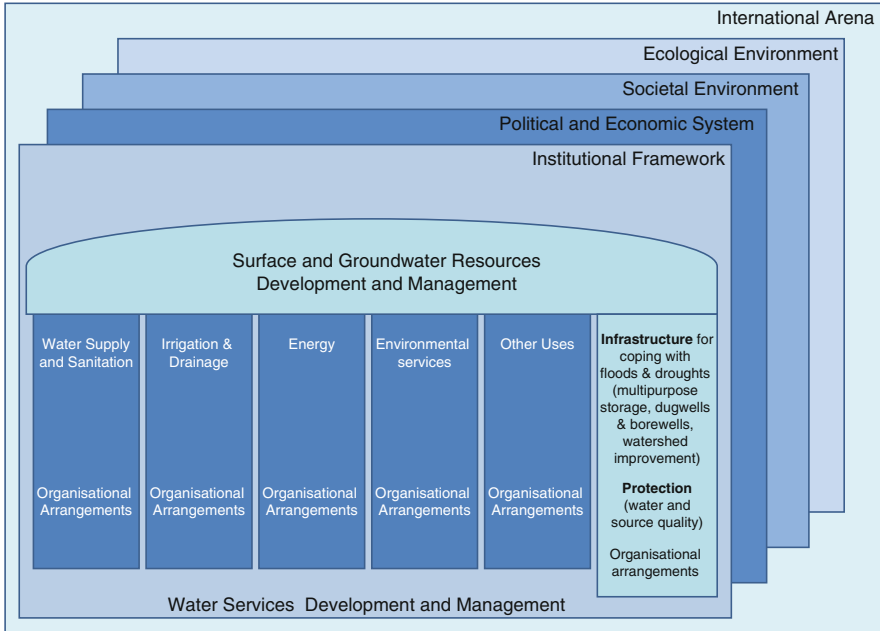 International Arena
Ecological Environment
Societal Environment
Political and Economic System
Institutional Framework
Surface and Groundwater Resources
Development and Management
Water Supply
and Sanitation
Organisational
Arrangements
Irrigation &
Drainage
Organisational
Arrangements
Energy
Organisational
Arrangements
Environmental
services
Organisational
Arrangements
Other Uses
Organisational
Arrangements
Infrastructure for
coping with
floods & droughts
(multipurpose
storage, dugwells
& borewells,
watershed
improvement)
Protection
(water and
source quality)
Organisational
arrangements
Water Services Development and Management